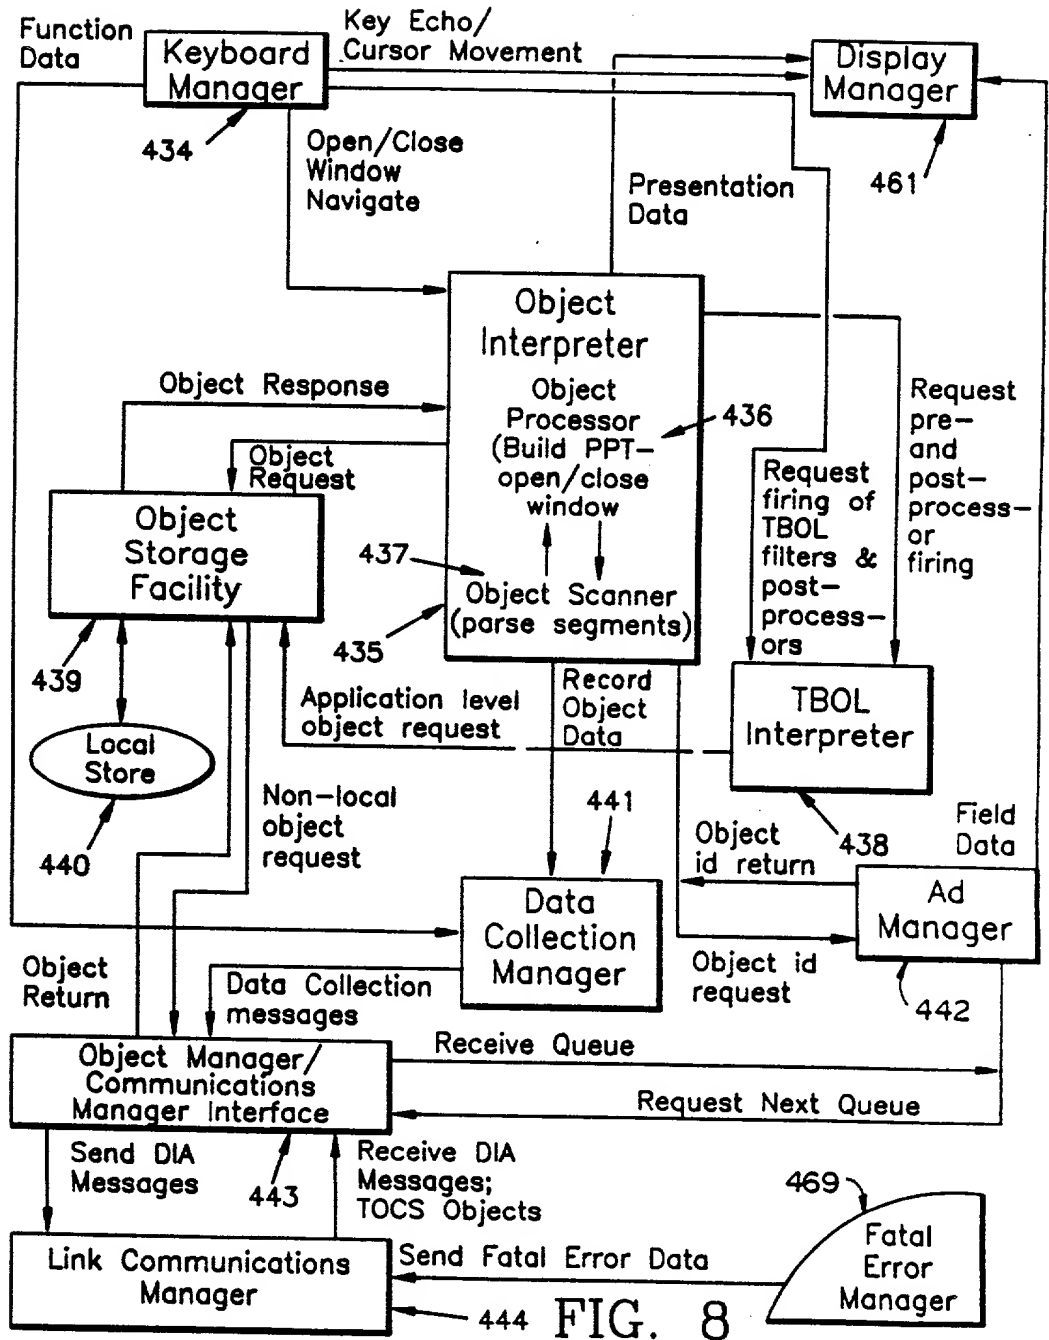 Function
Data
Keyboard
Manager
434
Key Echo/
Cursor Movement
Display
Manager
461
Open/Close
Window
Navigate
Presentation
Data
Object
Interpreter
Object
Processor
(Build PPT-
open/close
window
436
437
Object Scanner
(parse segments)
435
Object Response
Object
Request
Object
Storage
Facility
439
Local
Store
440
Request
firing of
TBOL
filters &
post-
process-
ors
Request
pre-
and
post-
process-
or
firing
Application level
object request
Record
Object
Data
TBOL
Interpreter
438
Non-local
object
request
441
Data
Collection
Manager
Object
id return
Field
Data
Ad
Manager
442
Object id
request
Object
Return
Data Collection
messages
Object Manager/
Communications
Manager Interface
443
Receive Queue
Request Next Queue
Send DIA
Messages
Receive DIA
Messages;
TOCS Objects
469
Fatal
Error
Manager
Link Communications
Manager
444
Send Fatal Error Data
FIG. 8